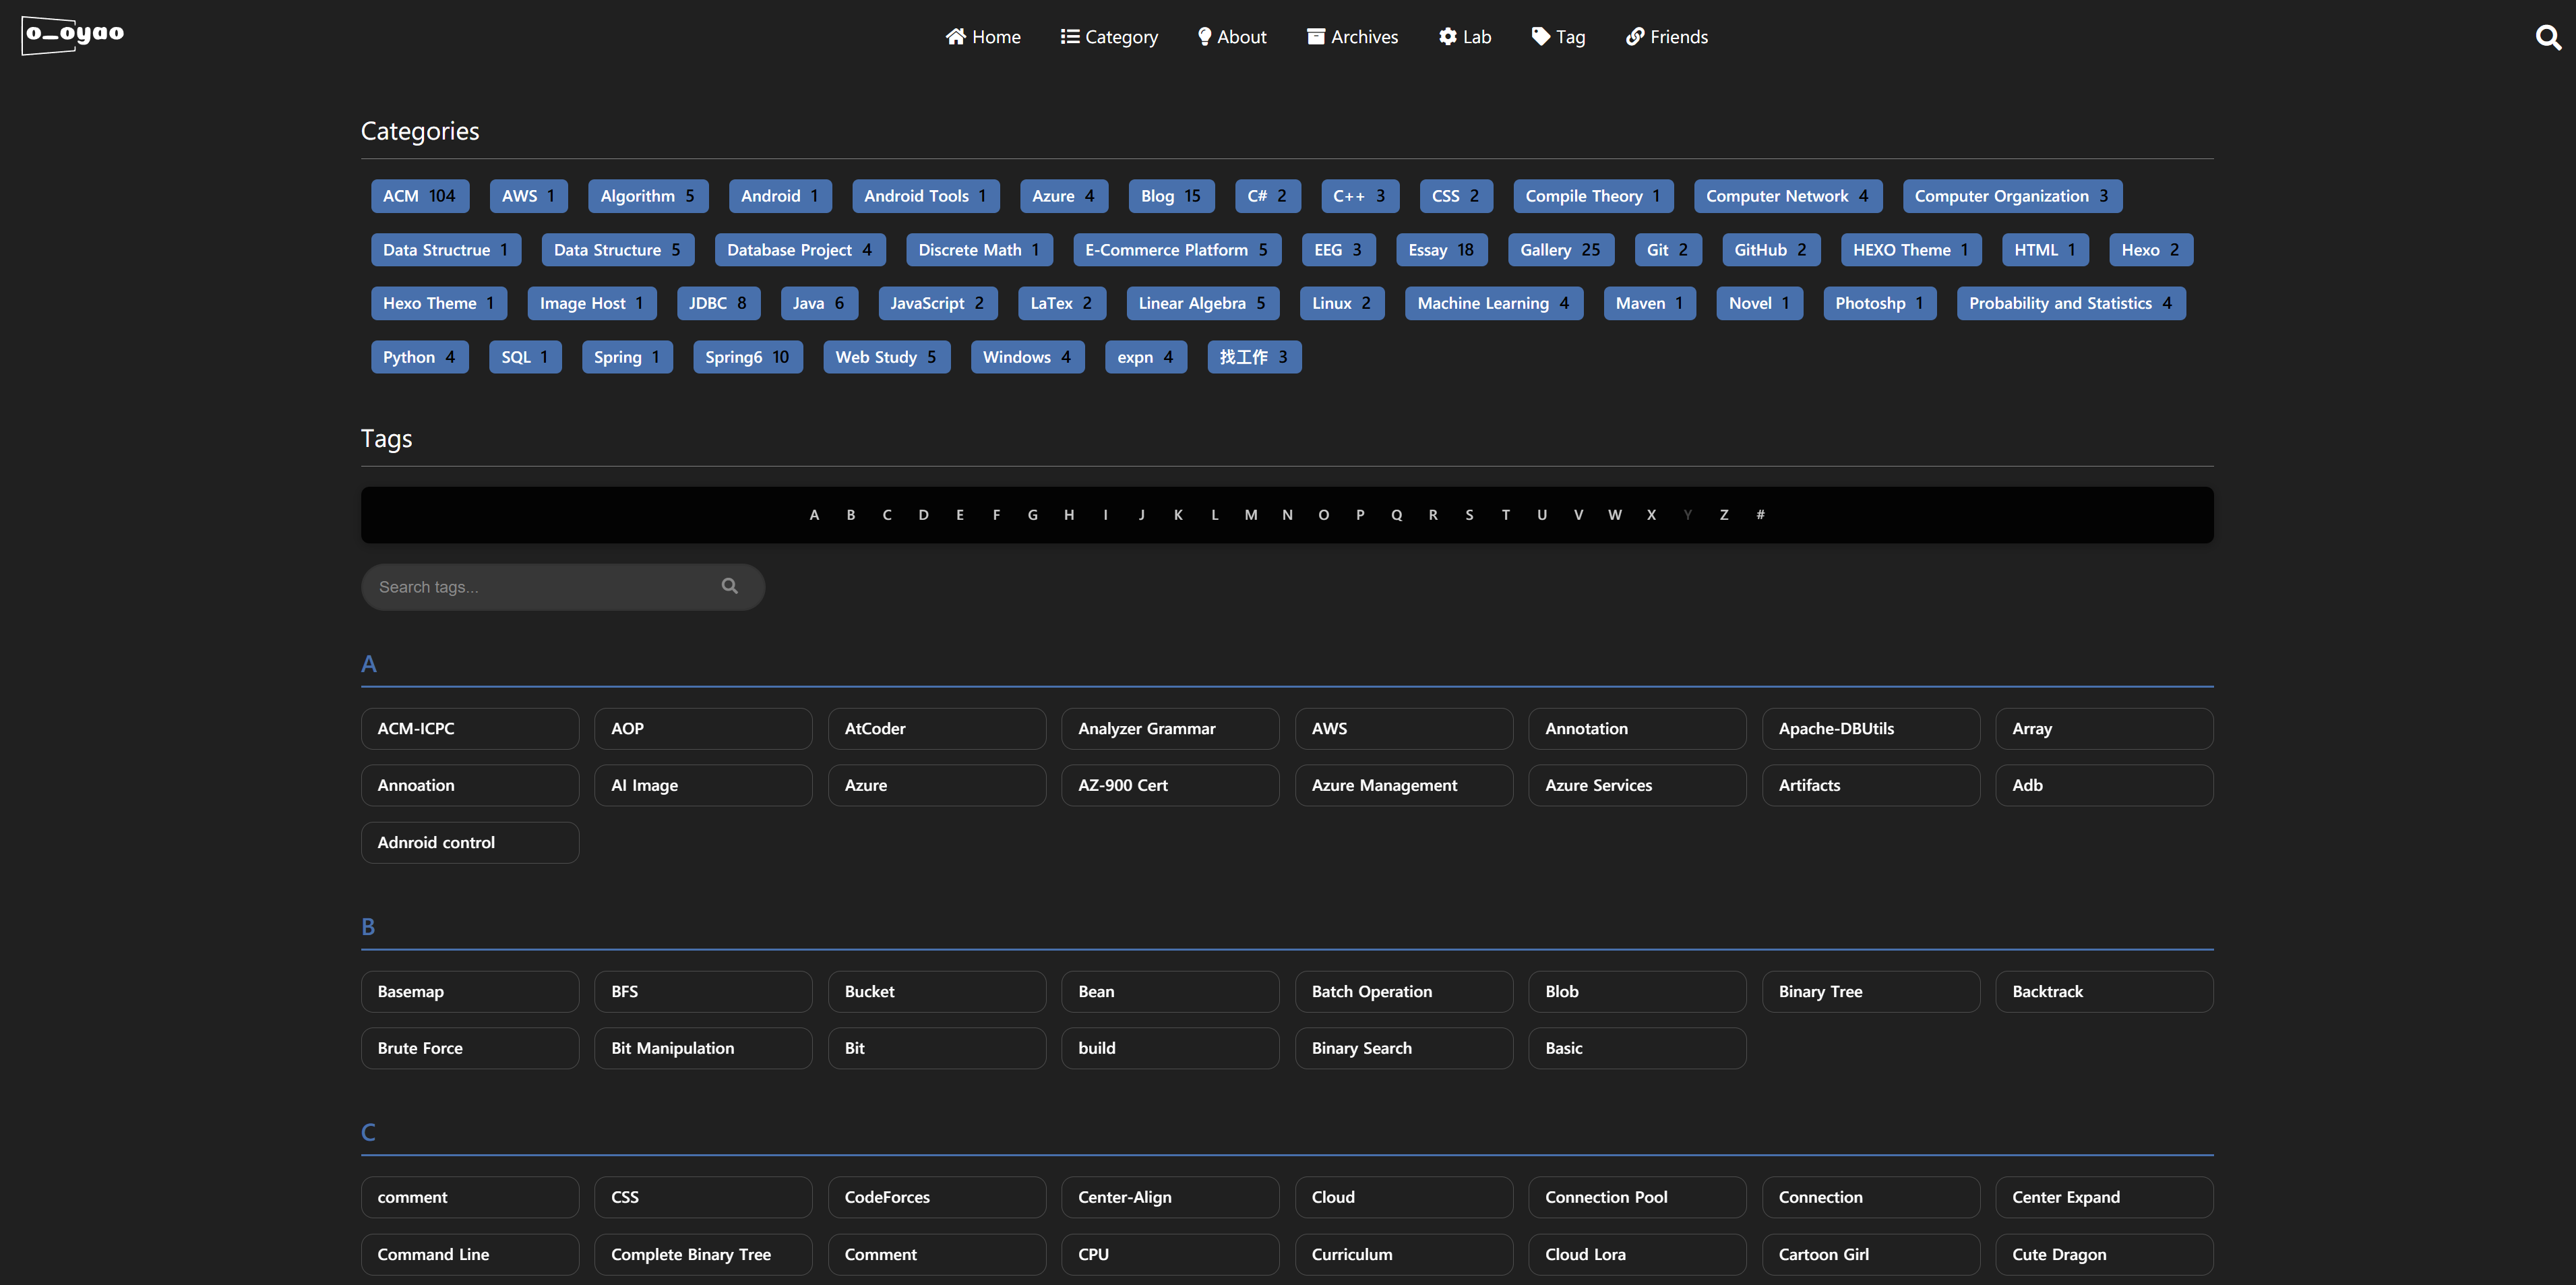 o_oyao
Home Category About Archives Lab Tag Friends
Categories
ACM 104 AWS 1 Algorithm 5 Android 1 Android Tools 1 Azure 4 Blog 15 C# 2 C++ 3 CSS 2 Compile Theory 1 Computer Network 4 Computer Organization 3
Data Structrue 1 Data Structure 5 Database Project 4 Discrete Math 1 E-Commerce Platform 5 EEG 3 Essay 18 Gallery 25 Git 2 GitHub 2 HEXO Theme 1 HTML 1 Hexo 2
Hexo Theme 1 Image Host 1 JDBC 8 Java 6 JavaScript 2 LaTex 2 Linear Algebra 5 Linux 2 Machine Learning 4 Maven 1 Novel 1 Photoshp 1 Probability and Statistics 4
Python 4 SQL 1 Spring 1 Spring6 10 Web Study 5 Windows 4 expn 4 找工作 3
Tags
A B C D E F G H I J K L M N O P Q R S T U V W X Y Z #
Search tags...
A
ACM-ICPC AOP AtCoder Analyzer Grammar AWS Annotation Apache-DBUtils Array
Annoation AI Image Azure AZ-900 Cert Azure Management Azure Services Artifacts Adb
Adnroid control
B
Basemap BFS Bucket Bean Batch Operation Blob Binary Tree Backtrack
Brute Force Bit Manipulation Bit build Binary Search Basic
C
comment CSS CodeForces Center-Align Cloud Connection Pool Connection Center Expand
Command Line Complete Binary Tree Comment CPU Curriculum Cloud Lora Cartoon Girl Cute Dragon